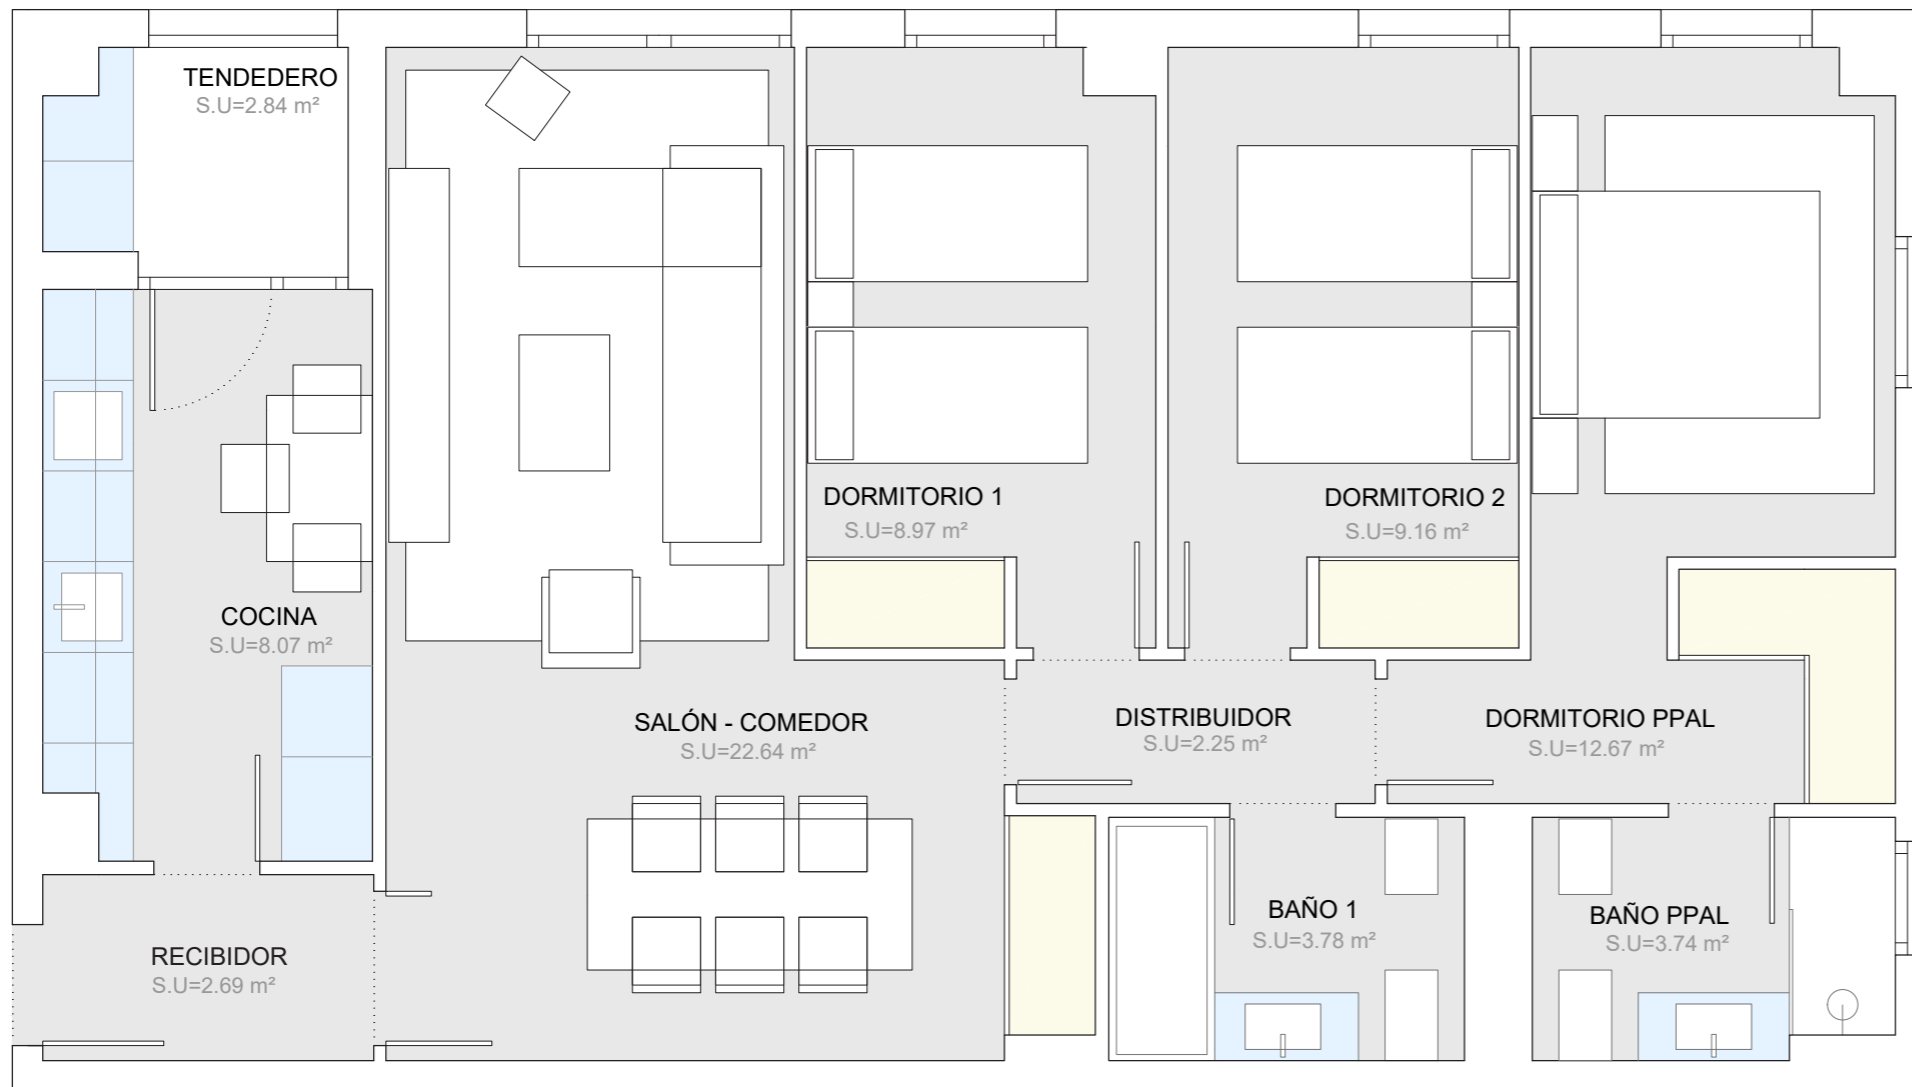 TENDEDERO
S.U=2.84 m²
DORMITORIO 1
S.U=8.97 m²
DORMITORIO 2
S.U=9.16 m²
COCINA
S.U=8.07 m²
SALÓN - COMEDOR
S.U=22.64 m²
DISTRIBUIDOR
S.U=2.25 m²
DORMITORIO PPAL
S.U=12.67 m²
BAÑO 1
S.U=3.78 m²
BAÑO PPAL
S.U=3.74 m²
RECIBIDOR
S.U=2.69 m²